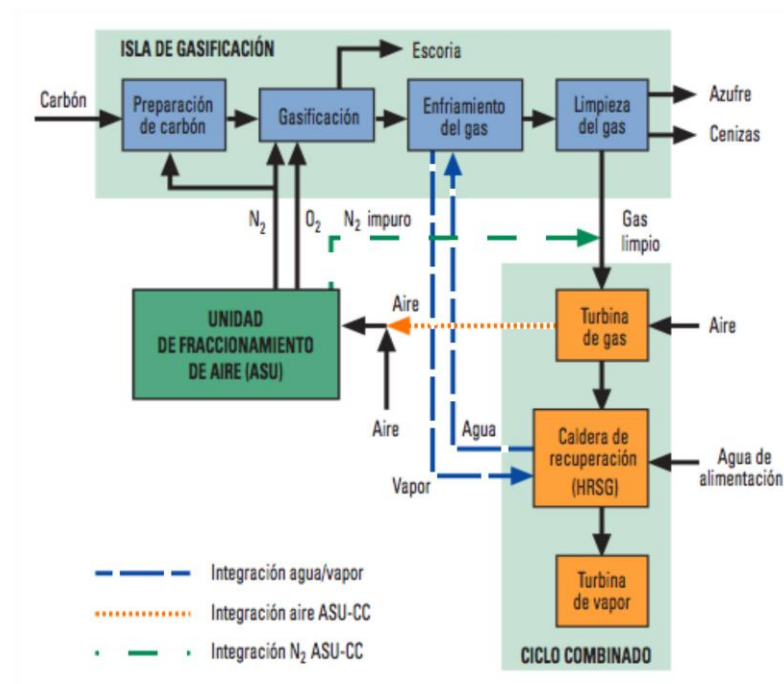 ISLA DE GASIFICACIÓN
Escoria
Carbón
Preparación
de carbón
Gasificación
Enfriamiento
del gas
Limpieza
del gas
Azufre
Cenizas
N2
O2
N2 impuro
Gas
limpio
UNIDAD
DE FRACCIONAMIENTO
DE AIRE (ASU)
Aire
Aire
Turbina
de gas
Aire
Agua
Vapor
Caldera de
recuperación
(HRSG)
Agua de
alimentación
Turbina
de vapor
CICLO COMBINADO
Integración agua/vapor
Integración aire ASU-CC
Integración N2 ASU-CC